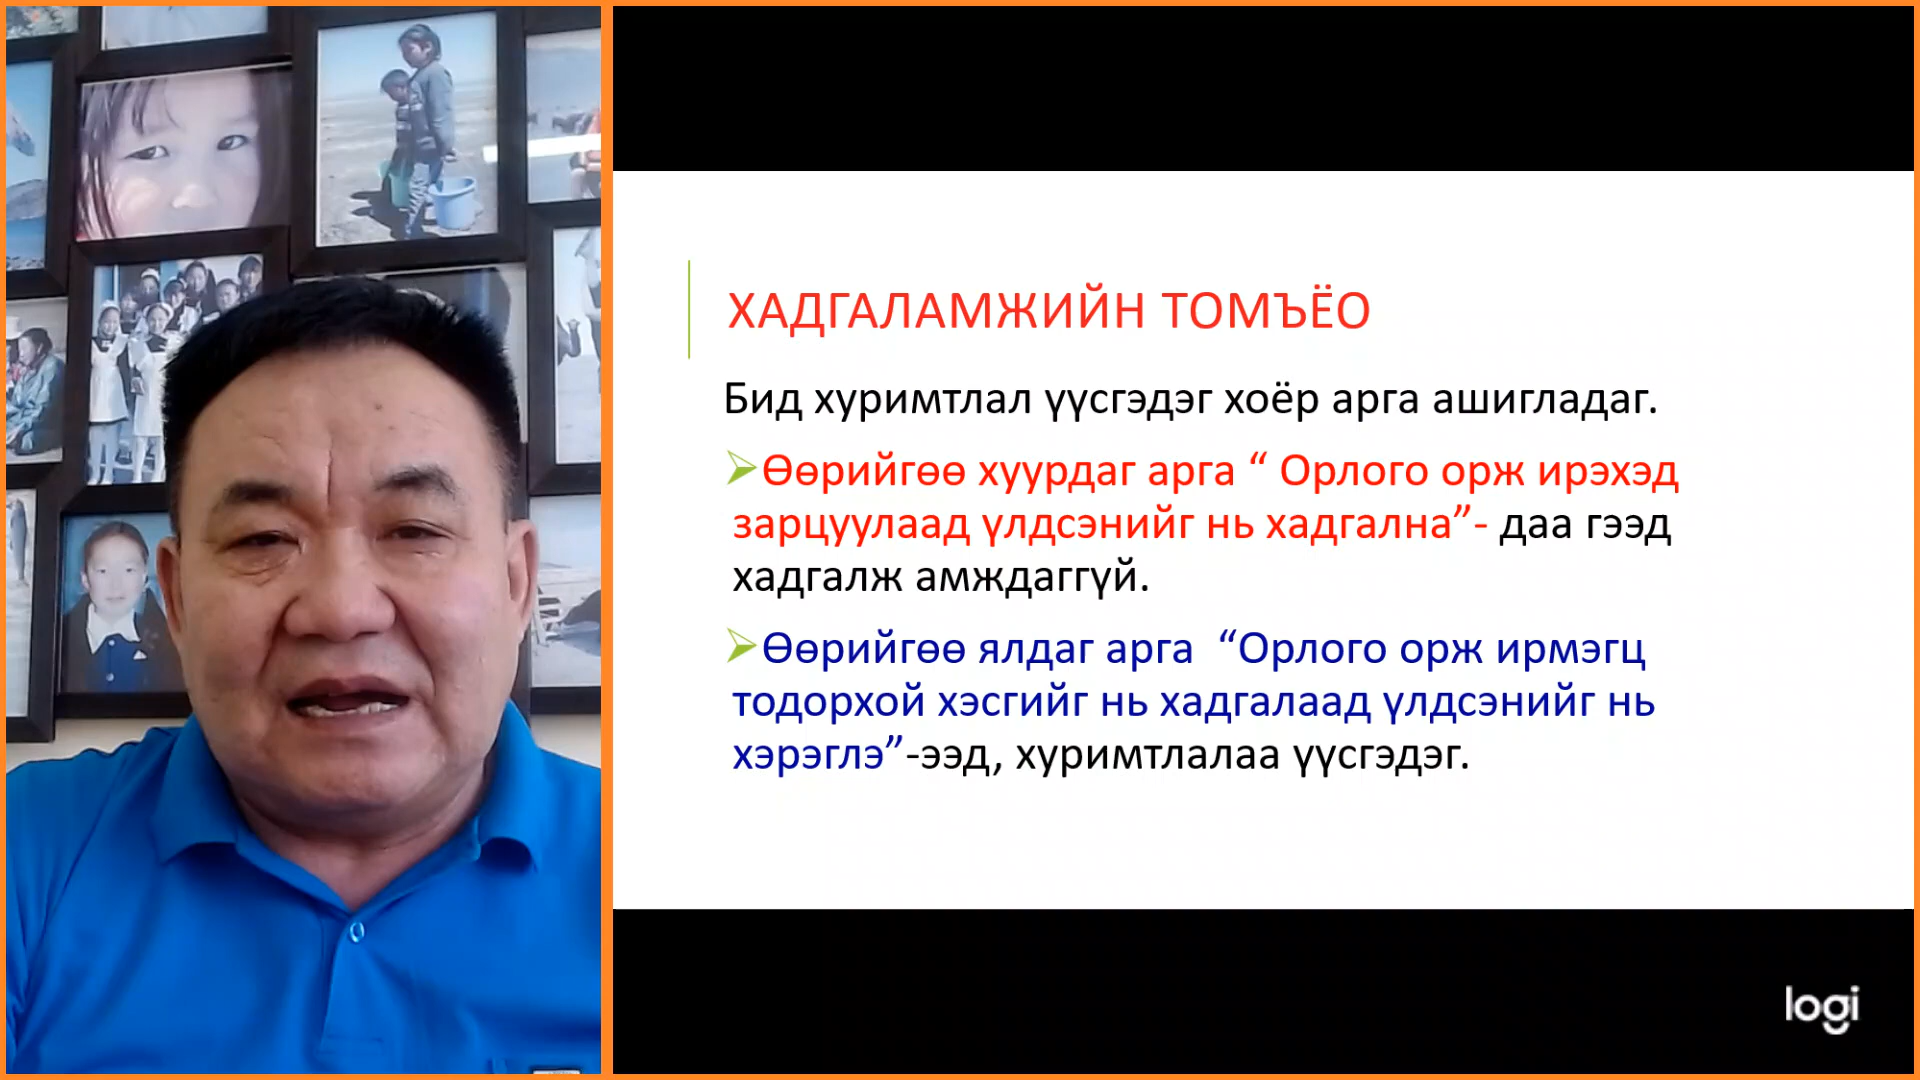 ХАДГАЛАМЖИЙН ТОМЪЁО
Бид хуримтлал үүсгэдэг хоёр арга ашигладаг.
Өөрийгөө хуурдаг арга “ Орлого орж ирэхэд
зарцуулаад үлдсэнийг нь хадгална”- даа гээд
хадгалж амждаггүй.
Өөрийгөө ялдаг арга “Орлого орж ирмэгц
тодорхой хэсгийг нь хадгалаад үлдсэнийг нь
хэрэглэ”-ээд, хуримтлалаа үүсгэдэг.
logi